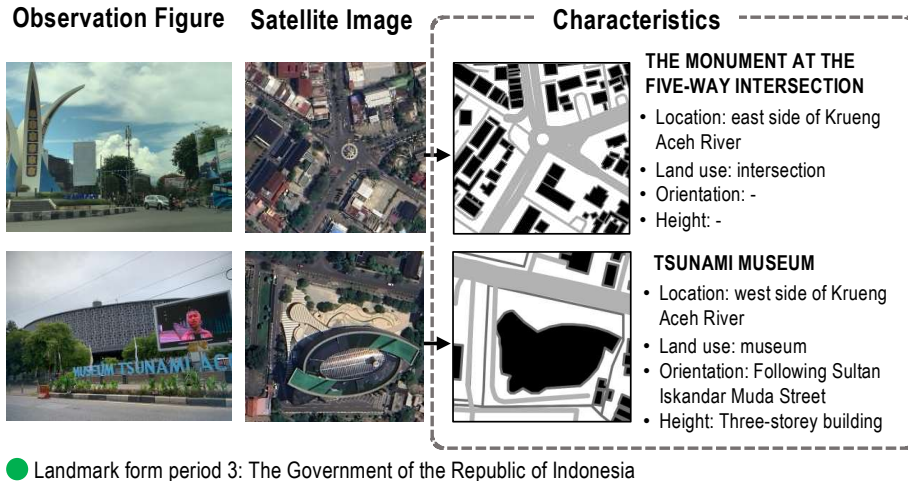 Observation Figure
Satellite Image
Characteristics
THE MONUMENT AT THE
FIVE-WAY INTERSECTION
• Location: east side of Krueng
Aceh River
• Land use: intersection
• Orientation: -
• Height: -
MUSEUM TSUNAMI ACE
TSUNAMI MUSEUM
• Location: west side of Krueng
Aceh River
• Land use: museum
• Orientation: Following Sultan
Iskandar Muda Street
• Height: Three-storey building
Landmark form period 3: The Government of the Republic of Indonesia